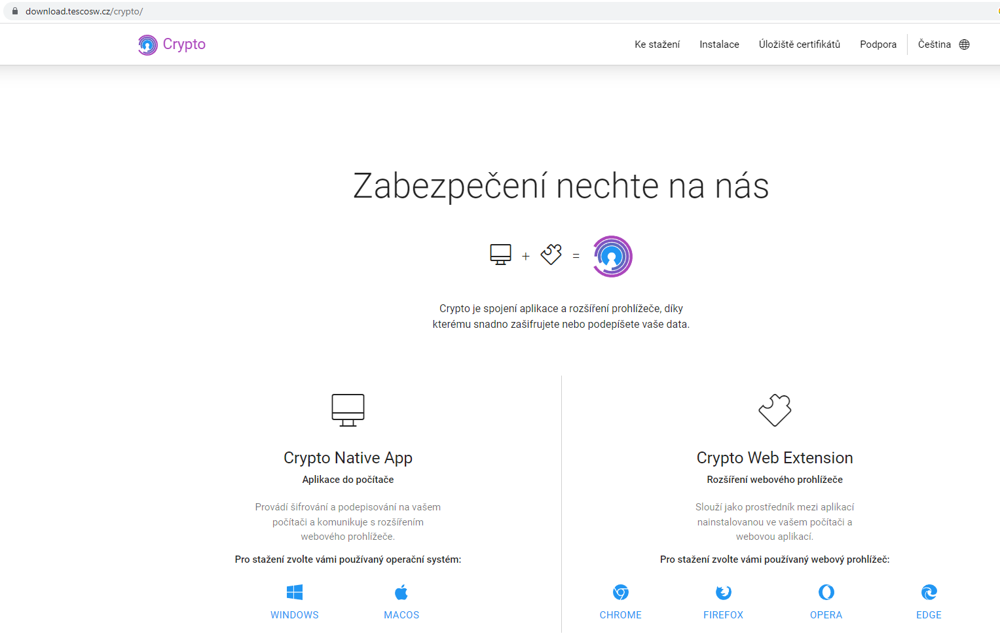 download.tescosw.cz/crypto/
Crypto
Ke stažení
Instalace
Úložiště certifikátů
Podpora
Čeština
Zabezpečení nechte na nás
+ =
Crypto je spojení aplikace a rozšíření prohlížeče, díky
kterému snadno zašifrujete nebo podepíšete vaše data.
Crypto Native App
Aplikace do počítače
Provádí šifrování a podepisování na vašem
počítači a komunikuje s rozšířením
webového prohlížeče.
Pro stažení zvolte vámi používaný operační systém:
WINDOWS
MACOS
Crypto Web Extension
Rozšíření webového prohlížeče
Slouží jako prostředník mezi aplikací
nainstalovanou ve vašem počítači a
webovou aplikací.
Pro stažení zvolte vámi používaný webový prohlížeč:
CHROME
FIREFOX
OPERA
EDGE